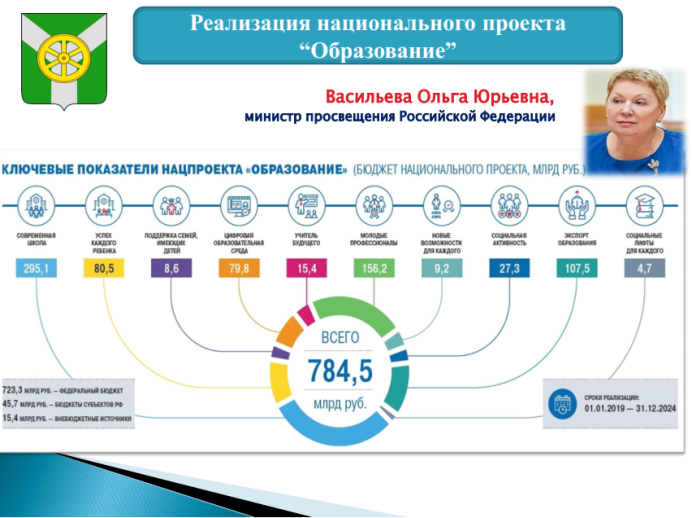 Реализация национального проекта
“Образование”
Васильева Ольга Юрьевна,
министр просвещения Российской Федерации
КЛЮЧЕВЫЕ ПОКАЗАТЕЛИ НАЦПРОЕКТА «ОБРАЗОВАНИЕ» (БЮДЖЕТ НАЦИОНАЛЬНОГО ПРОЕКТА, МЛРД РУБ.)
СОВРЕМЕННАЯ
ШКОЛА
295,1
УСПЕХ
КАЖДОГО
РЕБЕНКА
80,5
ПОДДЕРЖКА СЕМЕЙ,
ИМЕЮЩИХ
ДЕТЕЙ
8,6
ЦИФРОВАЯ
ОБРАЗОВАТЕЛЬНАЯ
СРЕДА
79,8
УЧИТЕЛЬ
БУДУЩЕГО
15,4
МОЛОДЫЕ
ПРОФЕССИОНАЛЫ
156,2
НОВЫЕ
ВОЗМОЖНОСТИ
ДЛЯ КАЖДОГО
9,2
СОЦИАЛЬНАЯ
АКТИВНОСТЬ
27,3
ЭКСПОРТ
ОБРАЗОВАНИЯ
107,5
СОЦИАЛЬНЫЕ
ЛИФТЫ
ДЛЯ КАЖДОГО
4,7
ВСЕГО
784,5
млрд руб.
723,3 МЛРД РУБ. — ФЕДЕРАЛЬНЫЙ БЮДЖЕТ
45,7 МЛРД РУБ. — БЮДЖЕТЫ СУБЪЕКТОВ РФ
15,4 МЛРД РУБ. — ВНЕБЮДЖЕТНЫЕ ИСТОЧНИКИ
СРОКИ РЕАЛИЗАЦИИ:
01.01.2019 — 31.12.2024